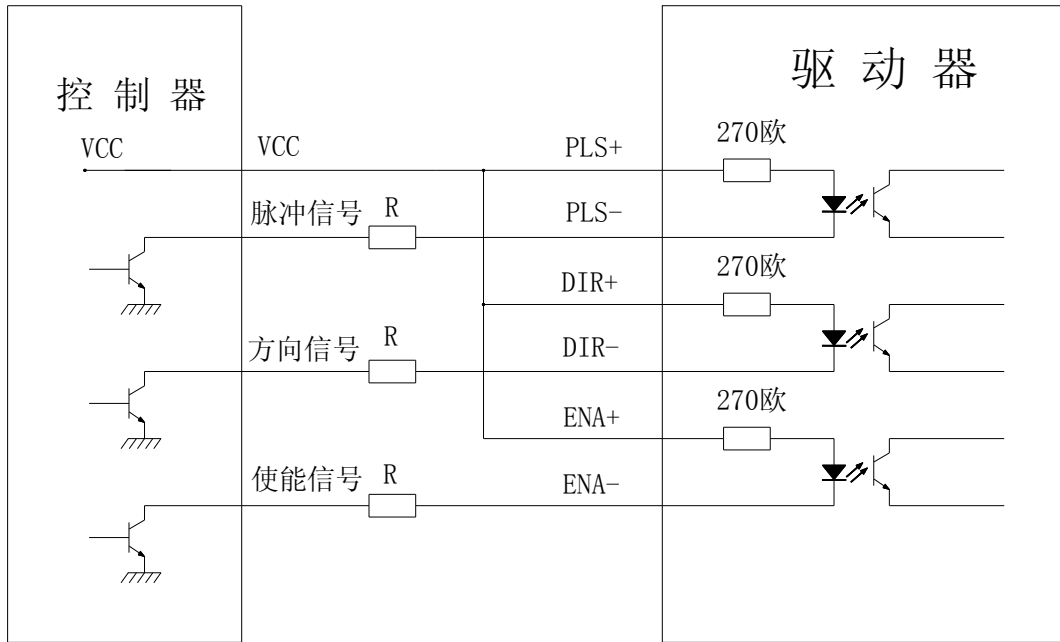 控制器
驱动器
VCC
VCC
PLS+
270欧
脉冲信号
R
PLS-
DIR+
270欧
方向信号
R
DIR-
ENA+
270欧
使能信号
R
ENA-